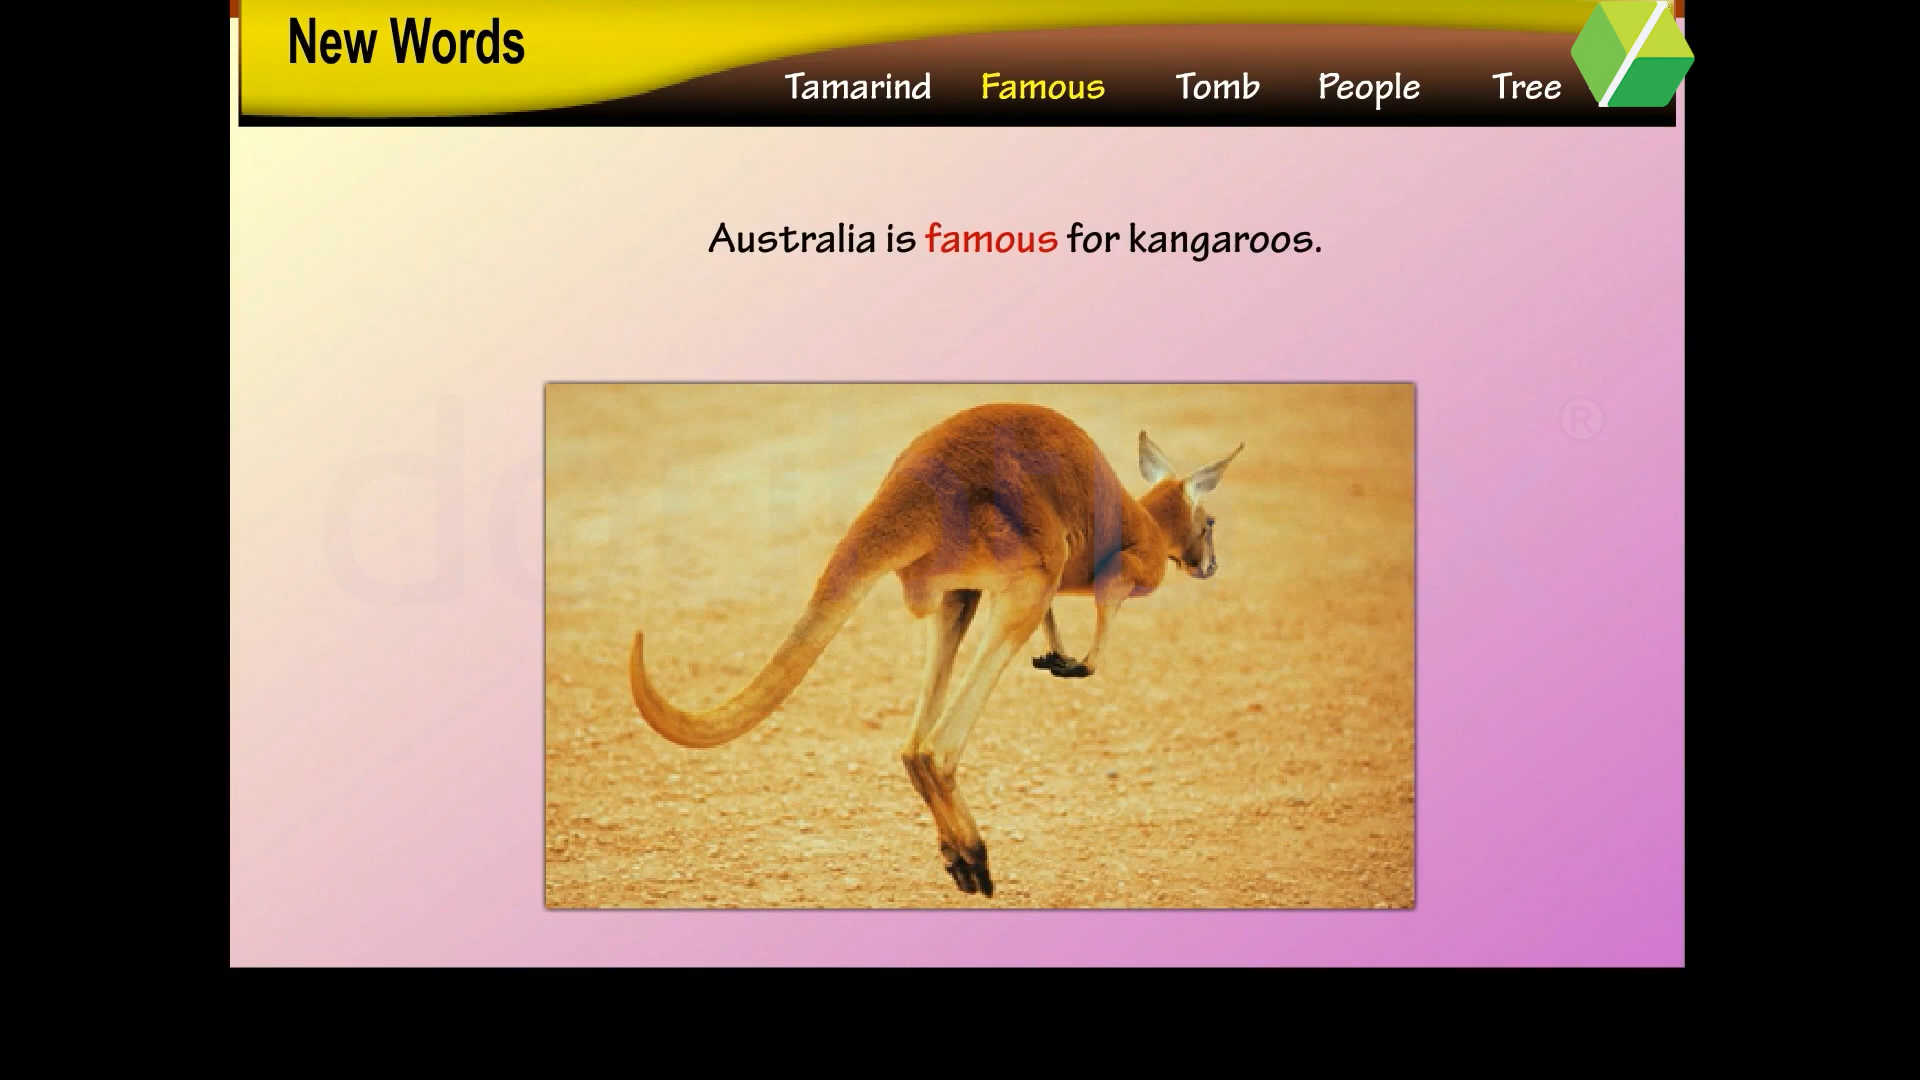 New Words
Tamarind Famous Tomb People Tree
Australia is famous for kangaroos.
®